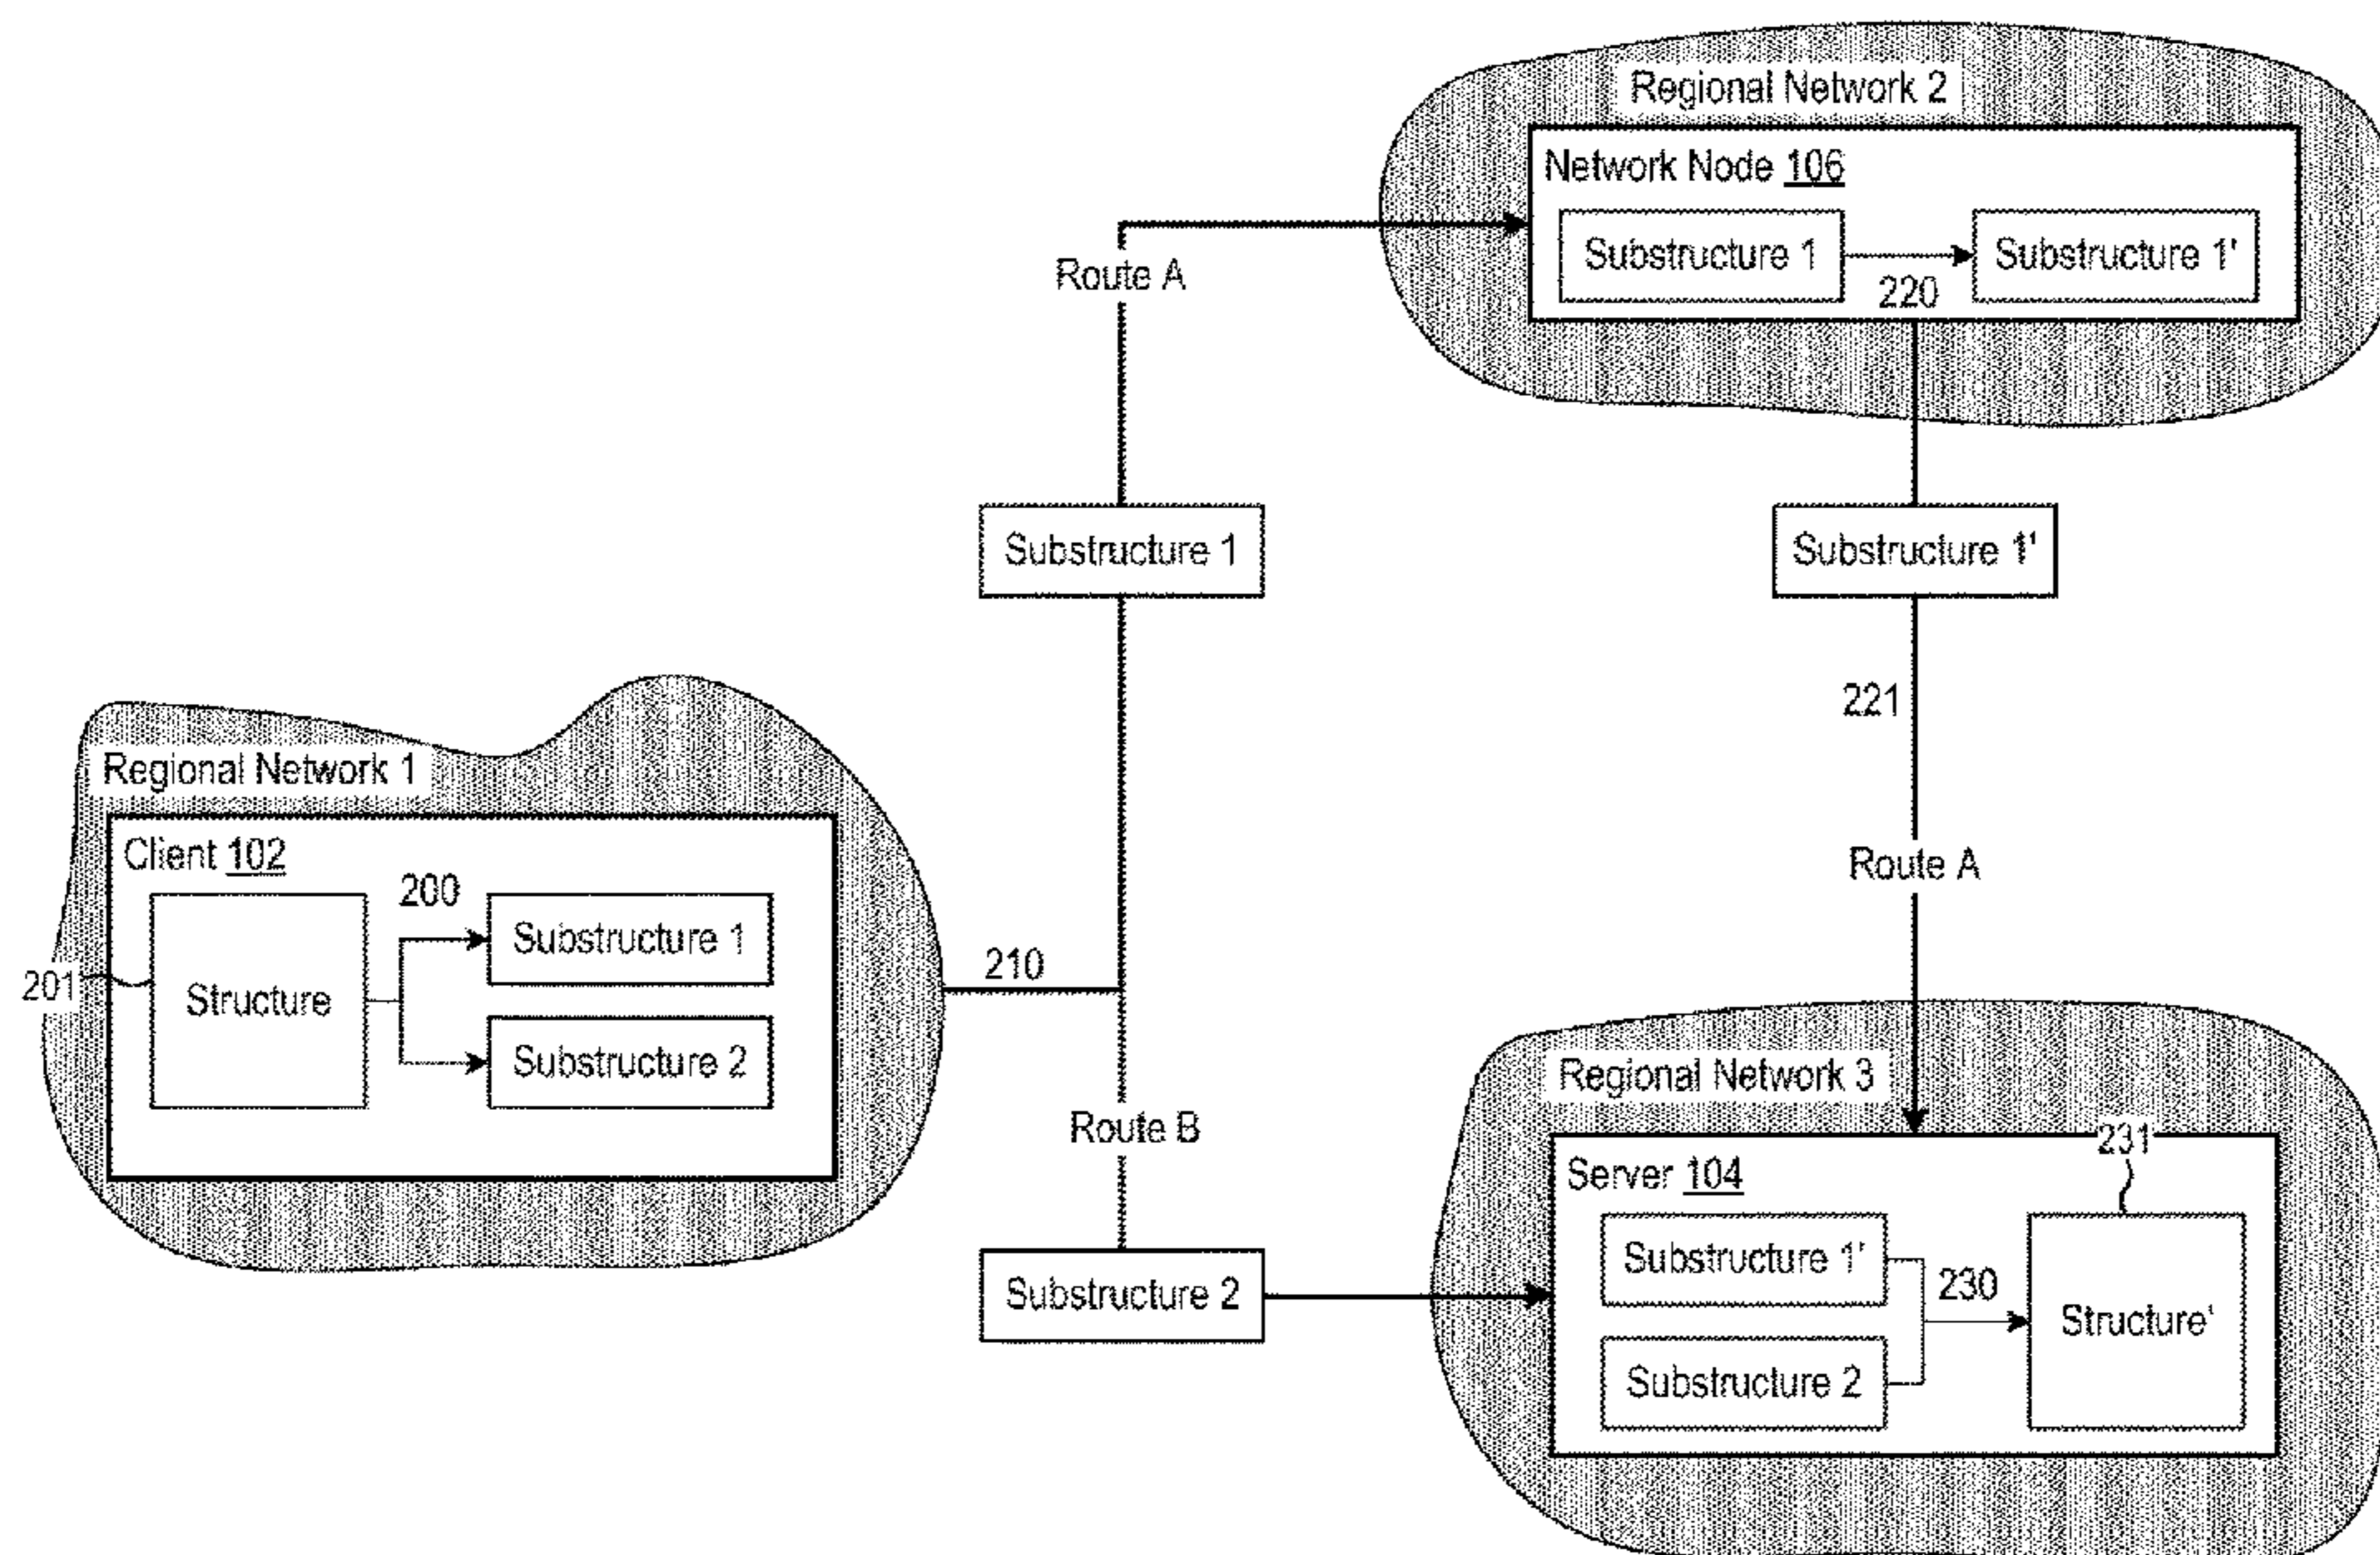 Regional Network 2
Network Node 106
Substructure 1
220
Substructure 1'
Route A
Substructure 1
Substructure 1'
221
Route A
Regional Network 1
Client 102
200
201
Structure
Substructure 1
Substructure 2
210
Route B
Substructure 2
Regional Network 3
231
Server 104
Substructure 1'
230
Substructure 2
Structure'